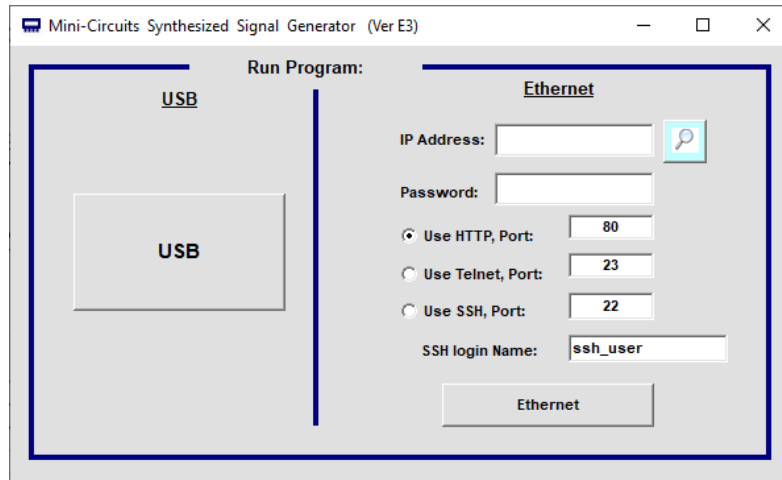 Mini-Circuits Synthesized Signal Generator (Ver E3)
Run Program:
USB
USB
Ethernet
IP Address:
Password:
Use HTTP, Port: 80
Use Telnet, Port: 23
Use SSH, Port: 22
SSH login Name: ssh_user
Ethernet